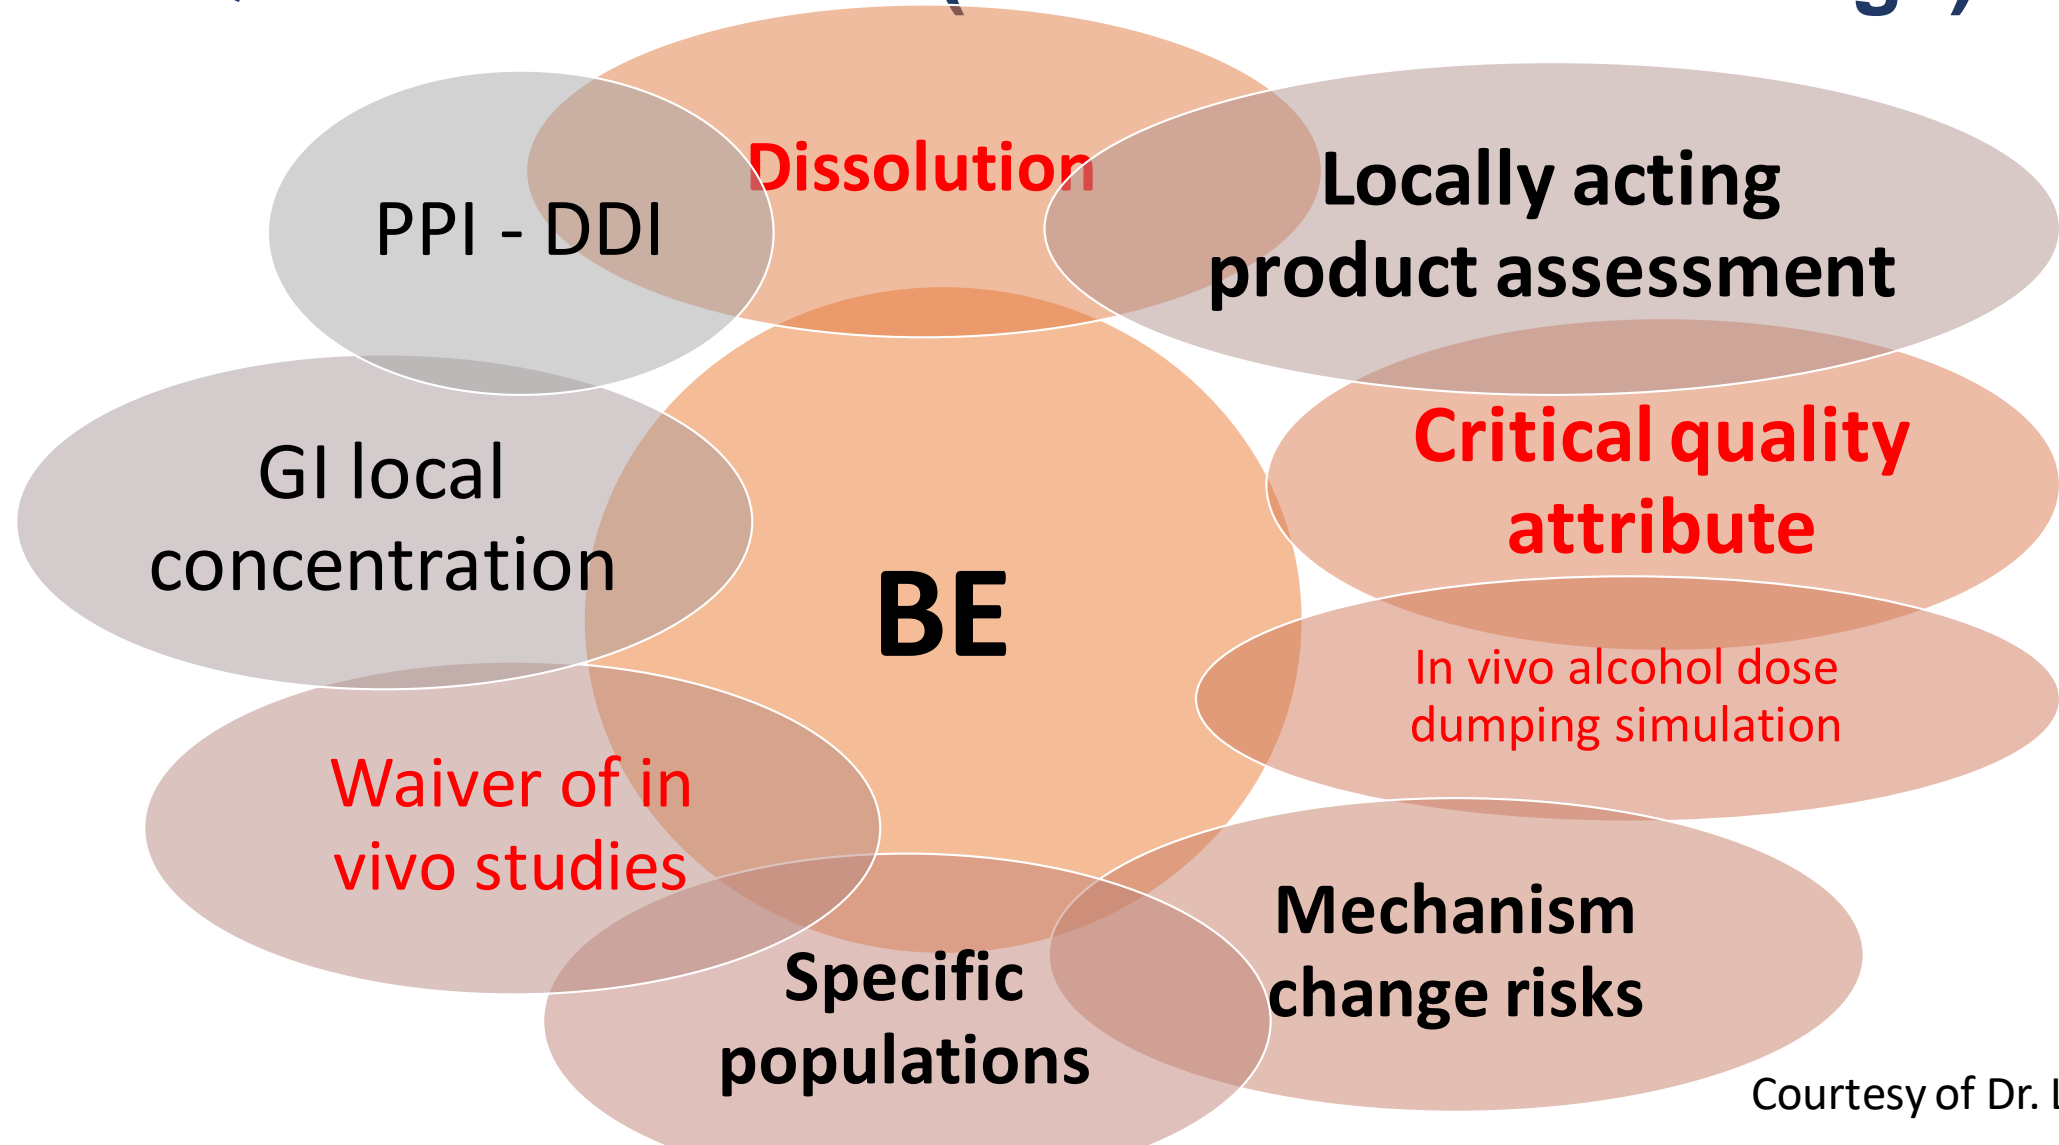 Dissolution
PPI - DDI
Locally acting
product assessment
Critical quality
attribute
GI local
concentration
BE
In vivo alcohol dose
dumping simulation
Waiver of in
vivo studies
Mechanism
change risks
Specific
populations
Courtesy of Dr.